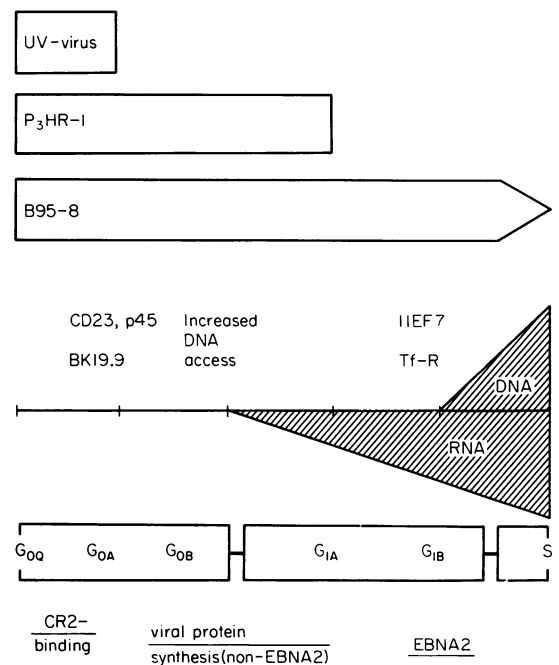 UV-virus
P₃HR-I
B95-8
CD23, p45 Increased IIEF7
DNA
BK19.9 access Tf-R
DNA
RNA
G₀Q G₀A G₀B G₁A G₁B S
CR2-
binding
viral protein
synthesis(non-EBNA2)
EBNA2